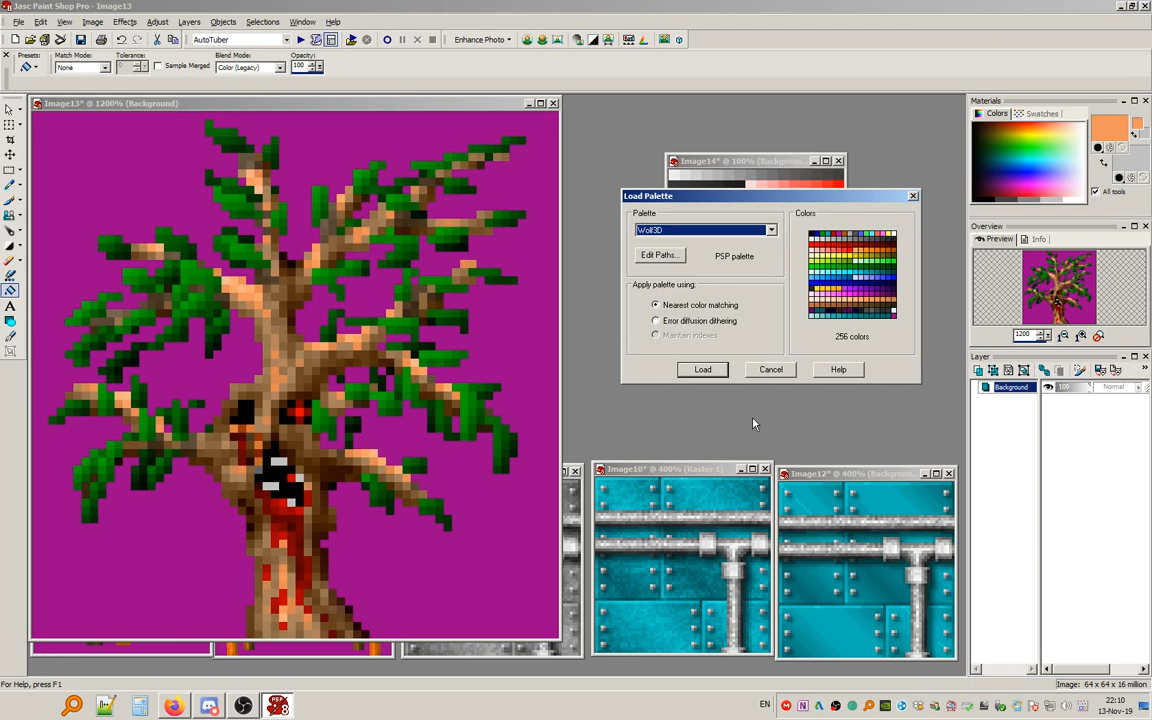 Jasc Paint Shop Pro - Image13
File Edit View Image Effects Adjust Layers Objects Selections Window Help
AutoTuber Enhance Photo
Presets: Match Mode: Tolerance: Blend Mode: Opacity:
None 0 Sample Merged Color (Legacy) 100
Image13* @ 1200% (Background)
Materials
Colors Swatches
All tools
Image14* @ 100% (Backgroun...
Load Palette
Palette
Wolf3D
Edit Paths... PSP palette
Apply palette using:
Nearest color matching
Error diffusion dithering
Maintain indexes
Colors
256 colors
Load Cancel Help
Overview
Preview Info
1200
Layer
Background 100 Normal
Image10* @ 400% (Raster 1)
Image12* @ 400% (Backgroun...
For Help, press F1
Image: 64 x 64 x 16 million
EN
22:10
13-Nov-19